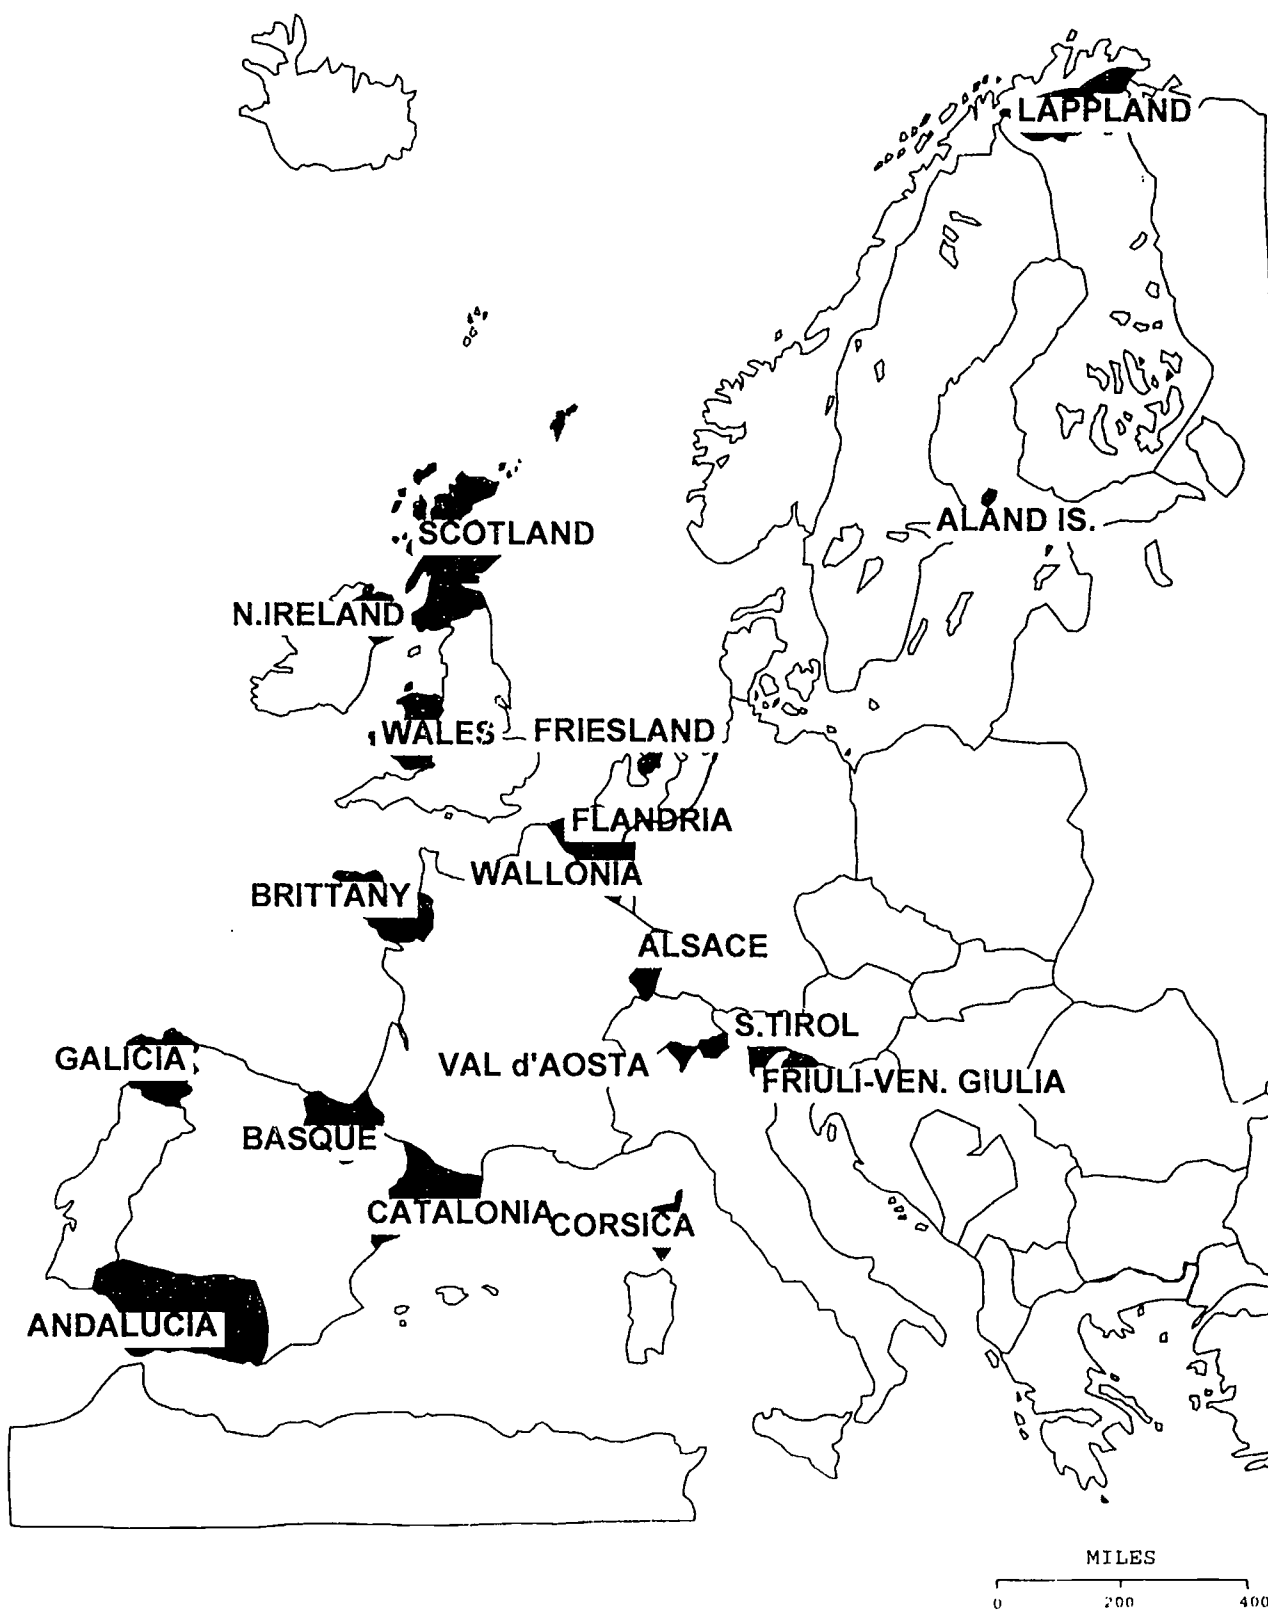 LAPPLAND
SCOTLAND
ALAND IS.
N.IRELAND
WALES
FRIESLAND
FLANDRIA
WALLONIA
BRITTANY
ALSACE
S.TIROL
GALICIA
VAL d'AOSTA
FRIULI-VEN. GIULIA
BASQUE
CATALONIA
CORSICA
ANDALUCIA
MILES
0 200 400